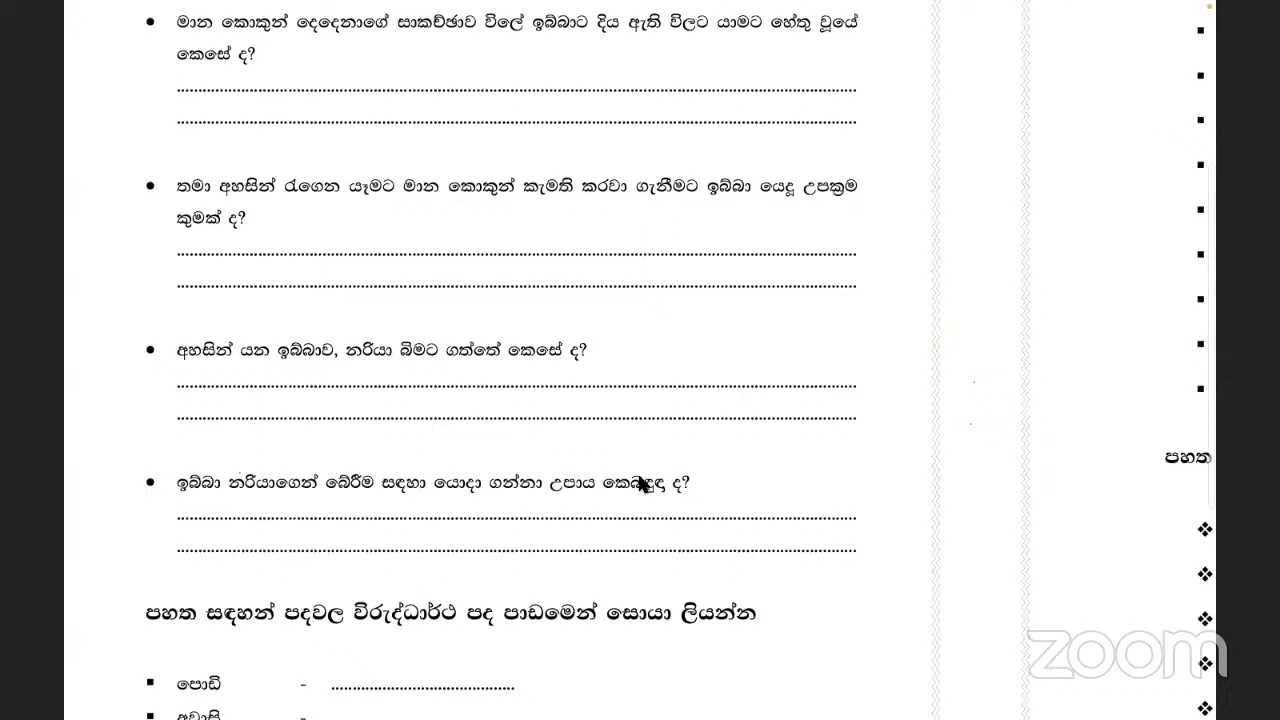 • මාන කොකුන් දෙදෙනාගේ සාකච්ඡාව විලේ ඉබ්බාට දිය ඇති විලට යාමට හේතු වූයේ
කෙසේ ද?
• තමා අහසින් රැගෙන යෑමට මාන කොකුන් කැමති කරවා ගැනීමට ඉබ්බා යෙදූ උපක්‍රම
කුමක් ද?
• අහසින් යන ඉබ්බාව, නරියා බිමට ගත්තේ කෙසේ ද?
• ඉබ්බා නරියාගෙන් බේරීම සඳහා යොදා ගන්නා උපාය කෙබඳුද?
පහත සඳහන් පදවල විරුද්ධාර්ථ පද පාඩමෙන් සොයා ලියන්න
▪ පොඩි - ...........................................
▪ අවාසි -
පහත
zoom